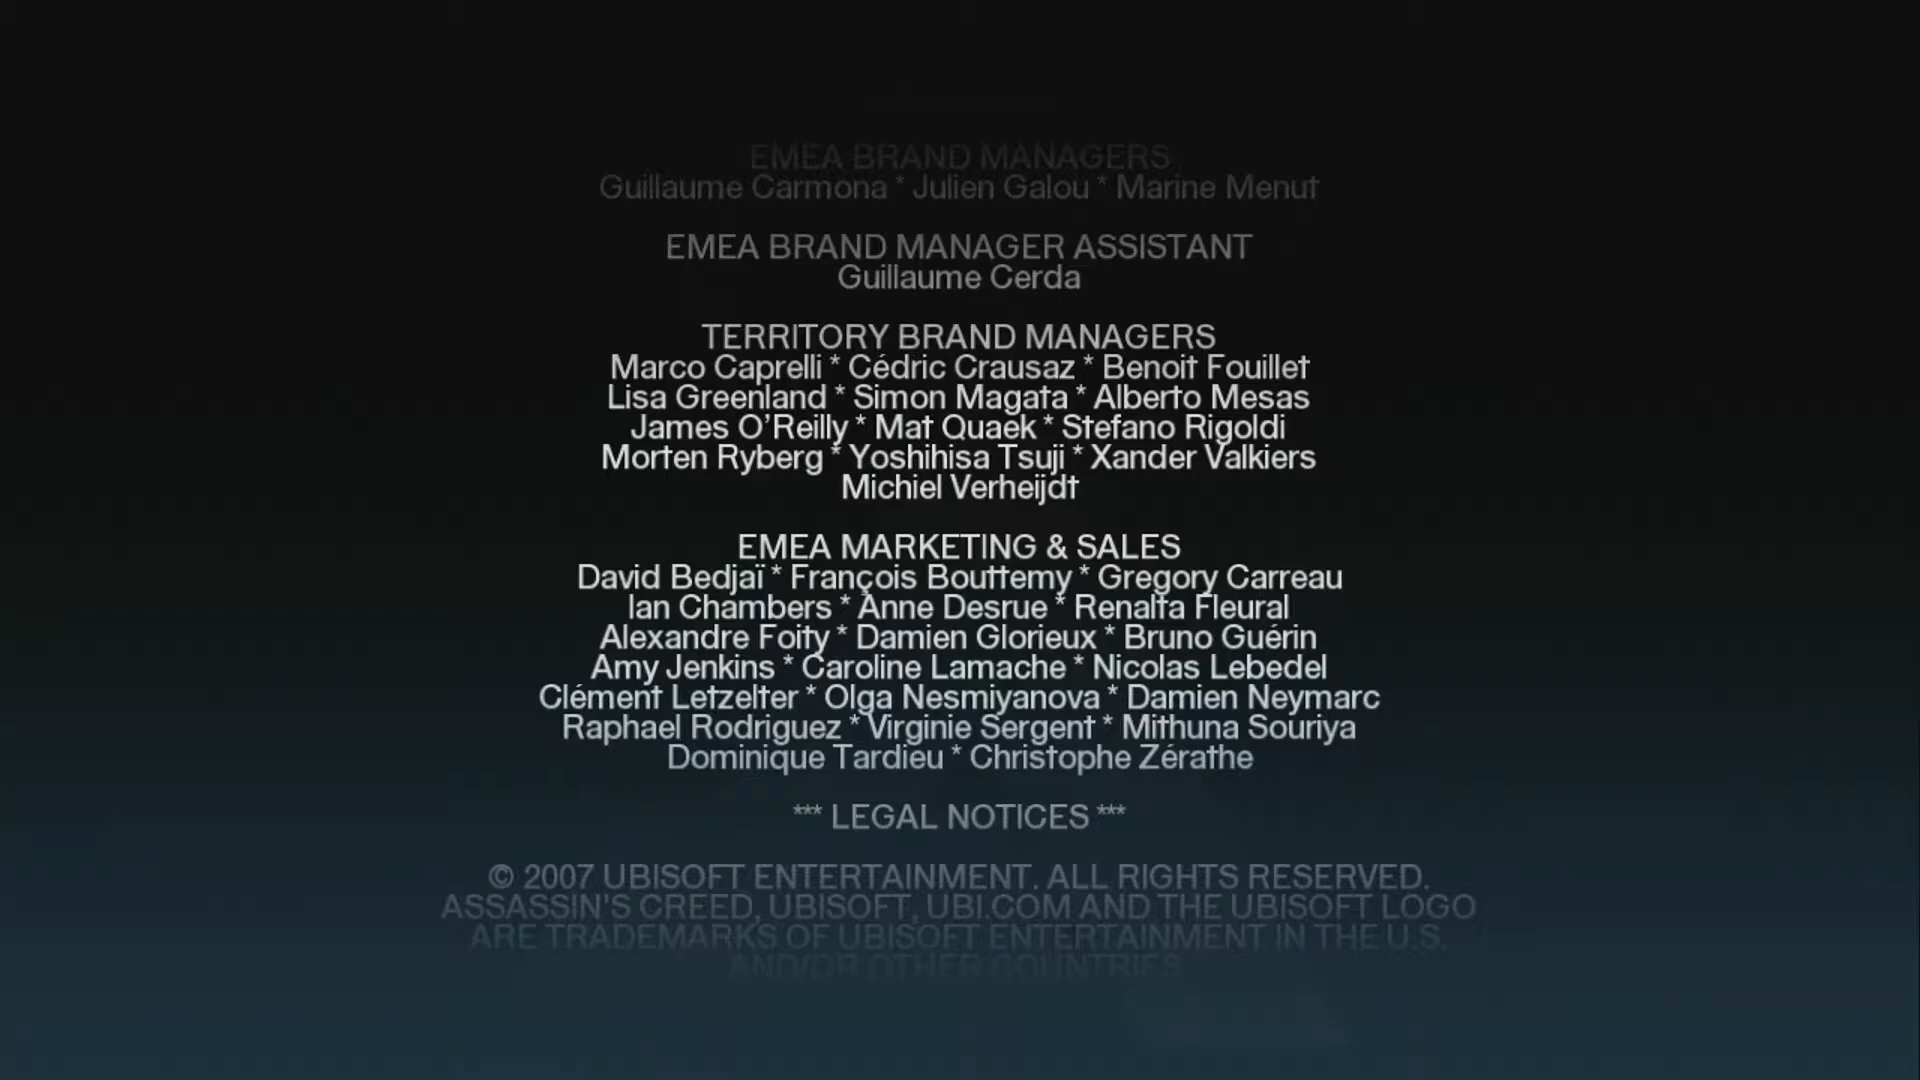 EMEA BRAND MANAGERS
Guillaume Carmona * Julien Galou * Marine Menut
EMEA BRAND MANAGER ASSISTANT
Guillaume Cerda
TERRITORY BRAND MANAGERS
Marco Caprelli * Cédric Crausaz * Benoit Fouillet
Lisa Greenland * Simon Magata * Alberto Mesas
James O’Reilly * Mat Quaek * Stefano Rigoldi
Morten Ryberg * Yoshihisa Tsuji * Xander Valkiers
Michiel Verheijdt
EMEA MARKETING & SALES
David Bedjaï * François Bouttemy * Gregory Carreau
Ian Chambers * Anne Desrue * Renalta Fleural
Alexandre Foity * Damien Glorieux * Bruno Guérin
Amy Jenkins * Caroline Lamache * Nicolas Lebedel
Clément Letzelter * Olga Nesmiyanova * Damien Neymarc
Raphael Rodriguez * Virginie Sergent * Mithuna Souriya
Dominique Tardieu * Christophe Zérathe
*** LEGAL NOTICES ***
© 2007 UBISOFT ENTERTAINMENT. ALL RIGHTS RESERVED.
ASSASSIN'S CREED, UBISOFT, UBI.COM AND THE UBISOFT LOGO
ARE TRADEMARKS OF UBISOFT ENTERTAINMENT IN THE U.S.
AND/OR OTHER COUNTRIES